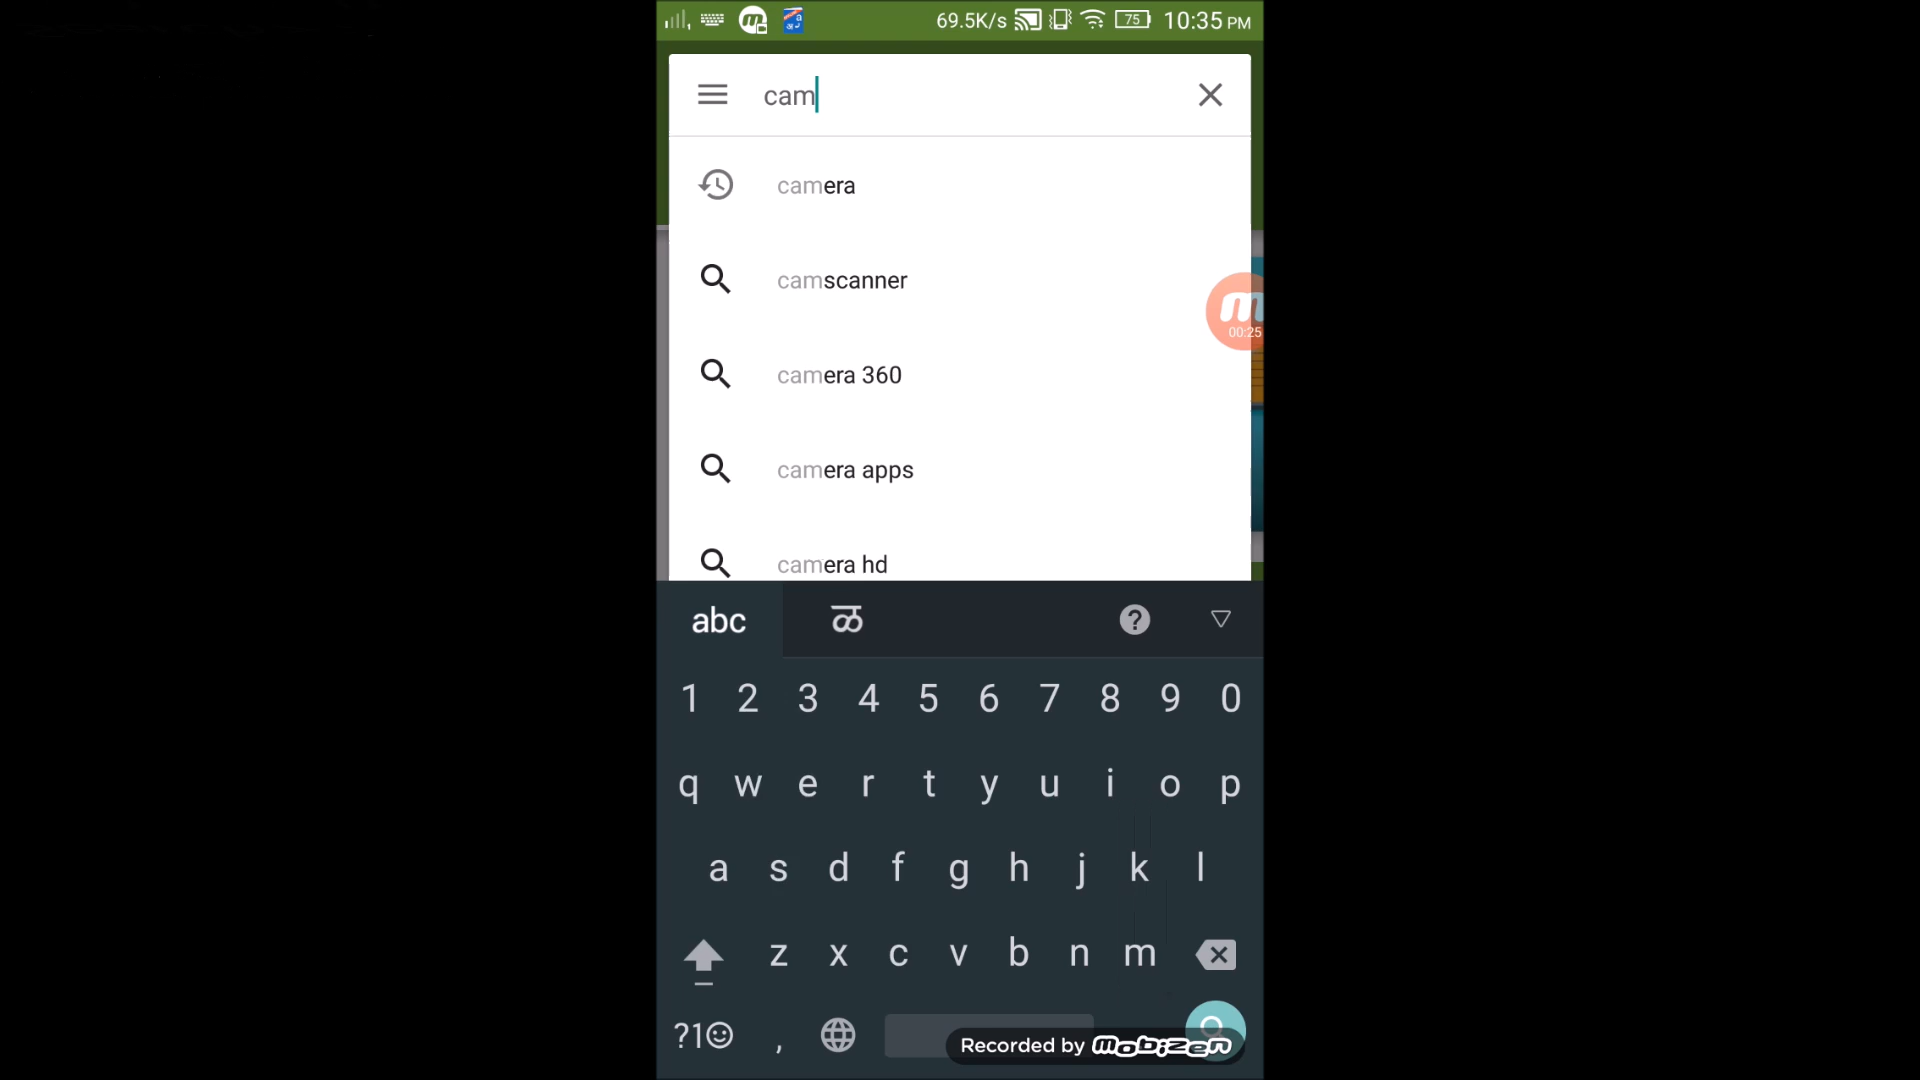 69.5K/s 75 10:35 PM
cam
camera
camscanner
00:25
camera 360
camera apps
camera hd
abc ळ ?
1 2 3 4 5 6 7 8 9 0
q w e r t y u i o p
a s d f g h j k l
z x c v b n m
?1☺ ,
Recorded by mobizen